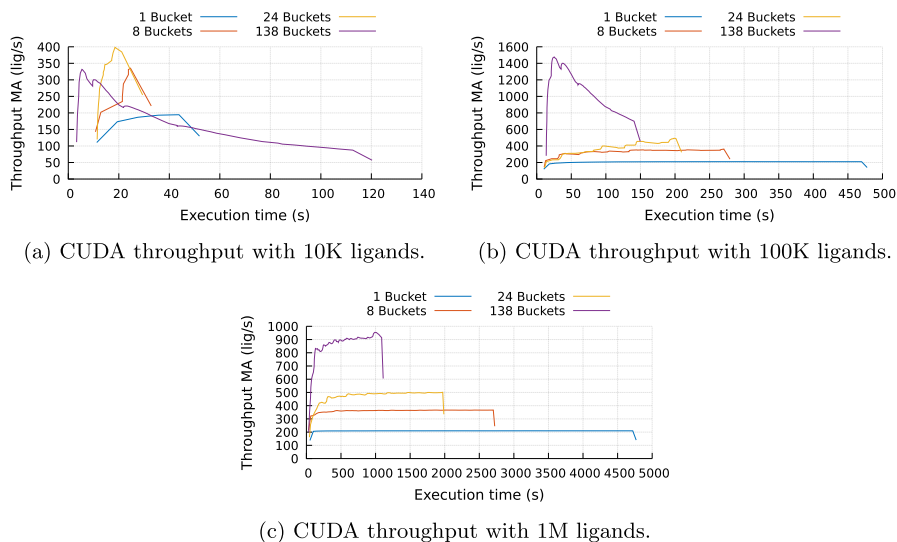 1 Bucket 24 Buckets
8 Buckets 138 Buckets
Throughput MA (lig/s)
400
350
300
250
200
150
100
50
0
0 20 40 60 80 100 120 140
Execution time (s)
(a) CUDA throughput with 10K ligands.
1 Bucket 24 Buckets
8 Buckets 138 Buckets
Throughput MA (lig/s)
1600
1400
1200
1000
800
600
400
200
0
0 50 100 150 200 250 300 350 400 450 500
Execution time (s)
(b) CUDA throughput with 100K ligands.
1 Bucket 24 Buckets
8 Buckets 138 Buckets
Throughput MA (lig/s)
1000
900
800
700
600
500
400
300
200
100
0
0 500 1000 1500 2000 2500 3000 3500 4000 4500 5000
Execution time (s)
(c) CUDA throughput with 1M ligands.